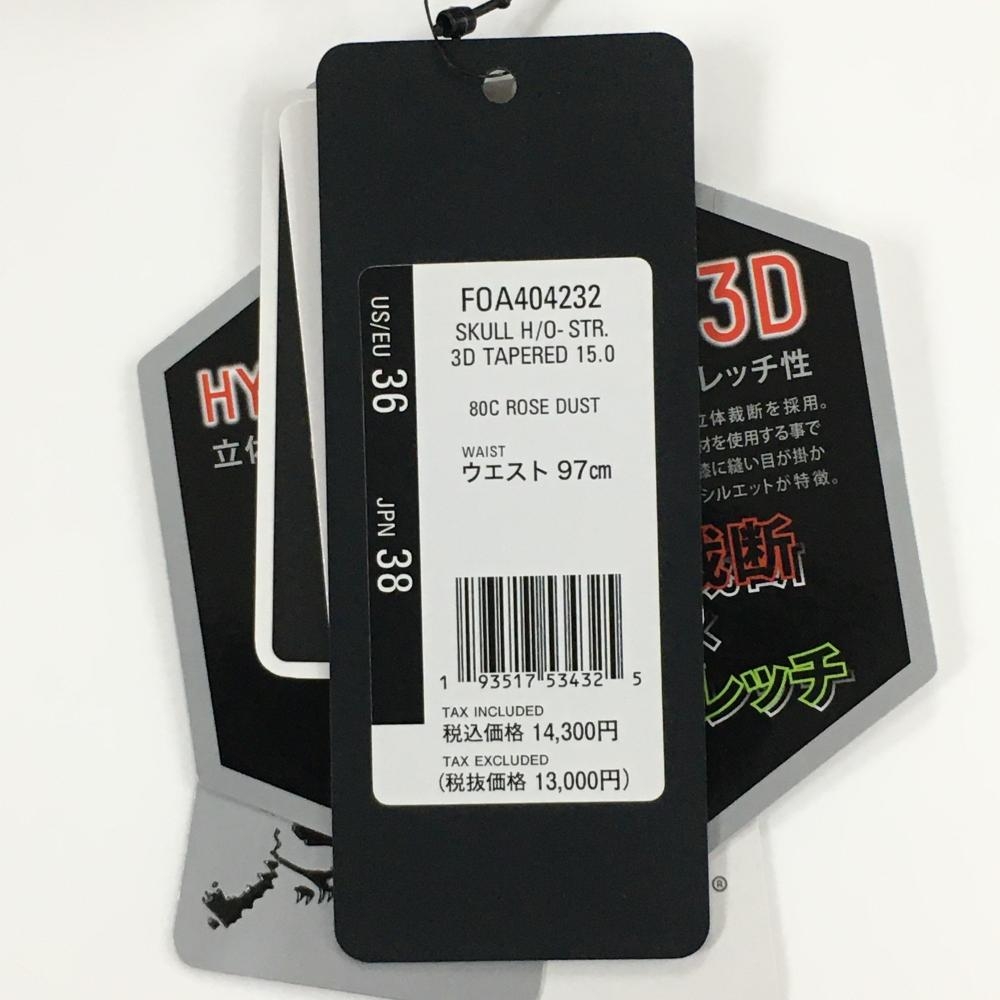 FOA404232
SKULL H/O- STR.
3D TAPERED 15.0
80C ROSE DUST
WAIST
ウエスト 97cm
US/EU 36
JPN 38
1 93517 53432 5
TAX INCLUDED
税込価格 14,300円
TAX EXCLUDED
(税抜価格 13,000円)
HY
立体
3D
レッチ性
立体裁断を採用。
材を使用する事で
膝に縫い目が掛か
シルエットが特徴。
裁断
レッチ
®